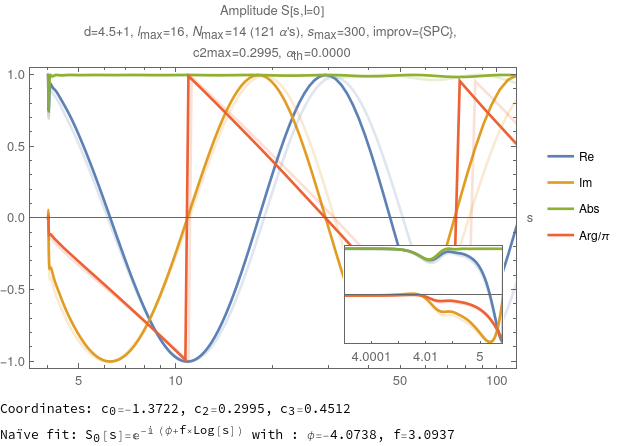 Amplitude S[s,l=0]
d=4.5+1, lmax=16, Nmax=14 (121 α's), smax=300, improv={SPC},
c2max=0.2995, αth=0.0000
1.0
0.5
0.0
-0.5
-1.0
5
10
50
100
s
4.0001
4.01
5
Re
Im
Abs
Arg/π
Coordinates: c0=-1.3722, c2=0.2995, c3=0.4512
Naïve fit: S0[s]=e^-i (ϕ+f×Log[s]) with : ϕ=-4.0738, f=3.0937